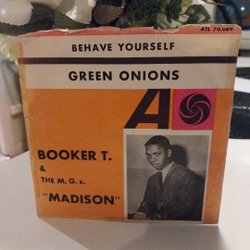 ATL 70.089
BEHAVE YOURSELF
GREEN ONIONS
A
BOOKER T.
&
THE M.G.s.
"MADISON"